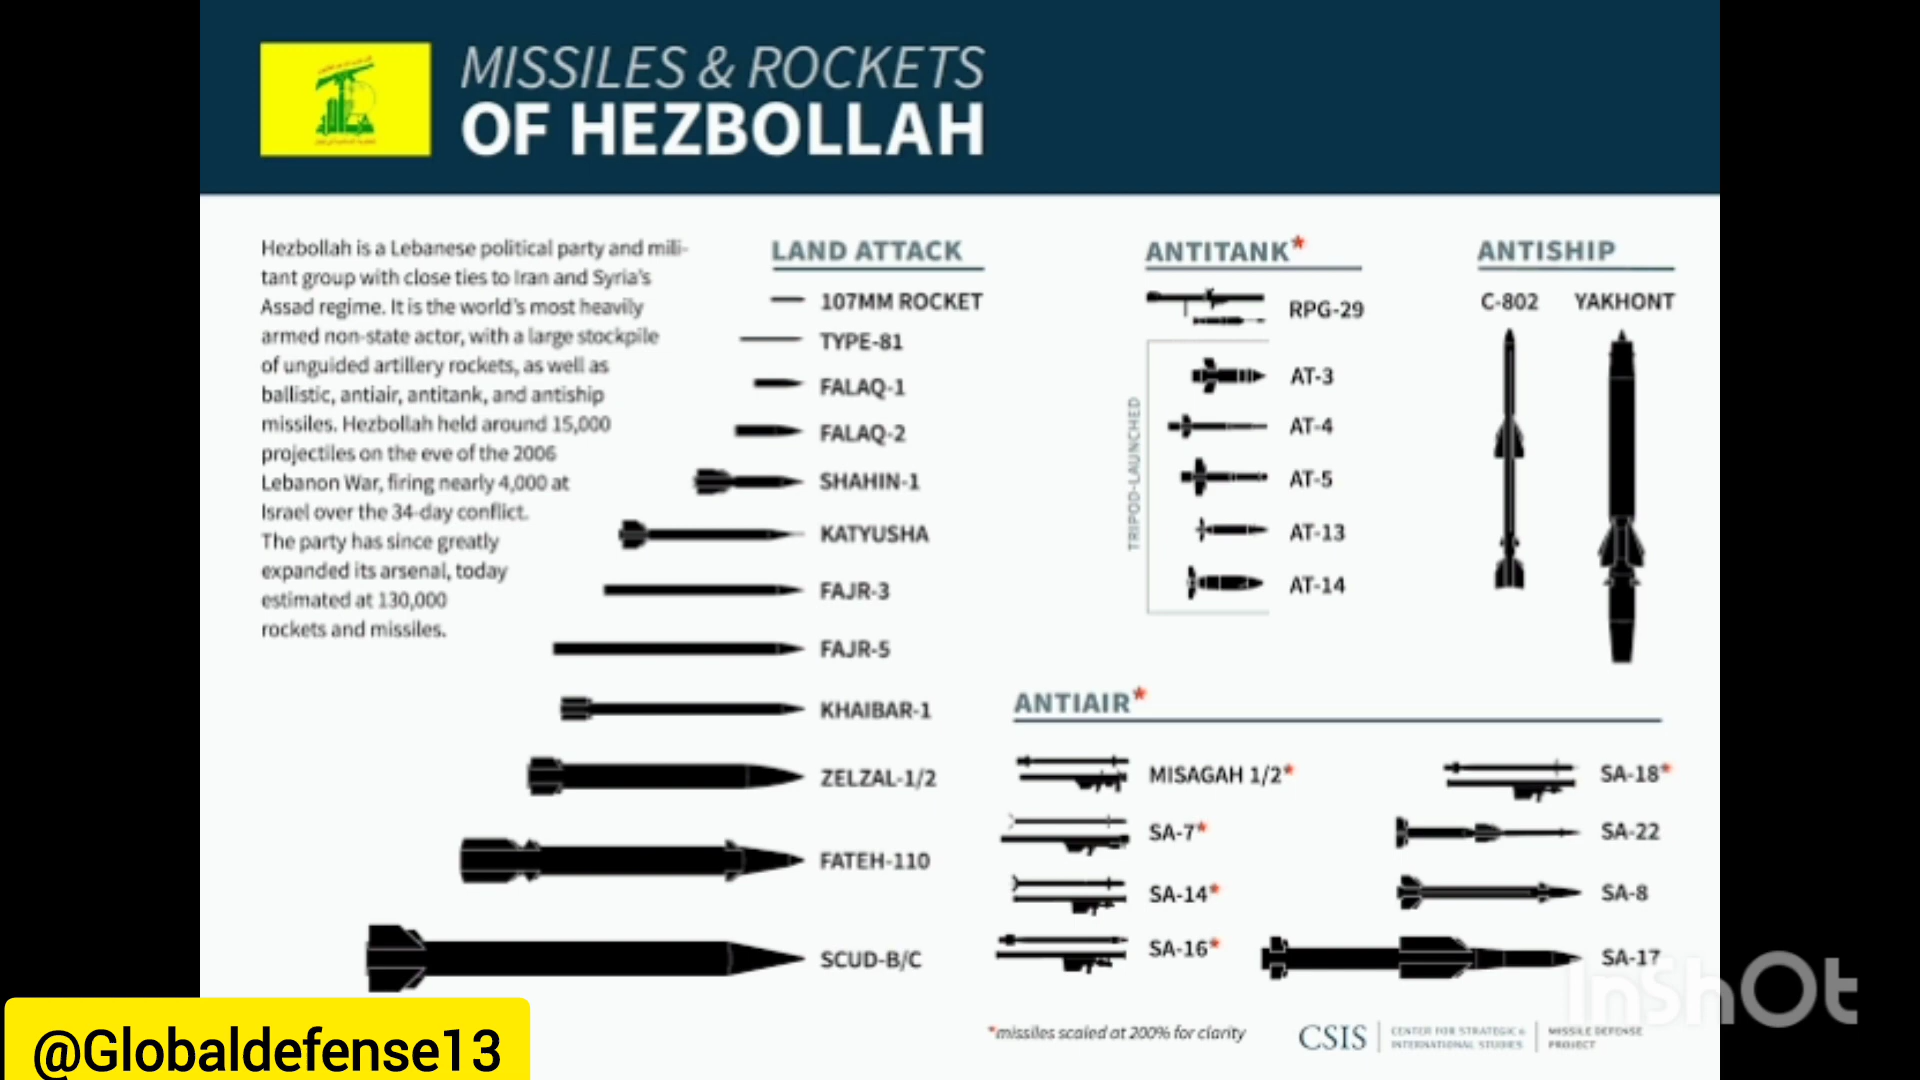 MISSILES & ROCKETS
OF HEZBOLLAH
Hezbollah is a Lebanese political party and mili-
tant group with close ties to Iran and Syria's
Assad regime. It is the world's most heavily
armed non-state actor, with a large stockpile
of unguided artillery rockets, as well as
ballistic, antiair, antitank, and antiship
missiles. Hezbollah held around 15,000
projectiles on the eve of the 2006
Lebanon War, firing nearly 4,000 at
Israel over the 34-day conflict.
The party has since greatly
expanded its arsenal, today
estimated at 130,000
rockets and missiles.
LAND ATTACK
107MM ROCKET
TYPE-81
FALAQ-1
FALAQ-2
SHAHIN-1
KATYUSHA
FAJR-3
FAJR-5
KHAIBAR-1
ZELZAL-1/2
FATEH-110
SCUD-B/C
ANTITANK*
RPG-29
TRIPOD-LAUNCHED
AT-3
AT-4
AT-5
AT-13
AT-14
ANTISHIP
C-802
YAKHONT
ANTIAIR*
MISAGAH 1/2*
SA-7*
SA-14*
SA-16*
SA-18*
SA-22
SA-8
SA-17
*missiles scaled at 200% for clarity
CSIS
CENTER FOR STRATEGIC &
INTERNATIONAL STUDIES
MISSILE DEFENSE
PROJECT
InShOt
@Globaldefense13